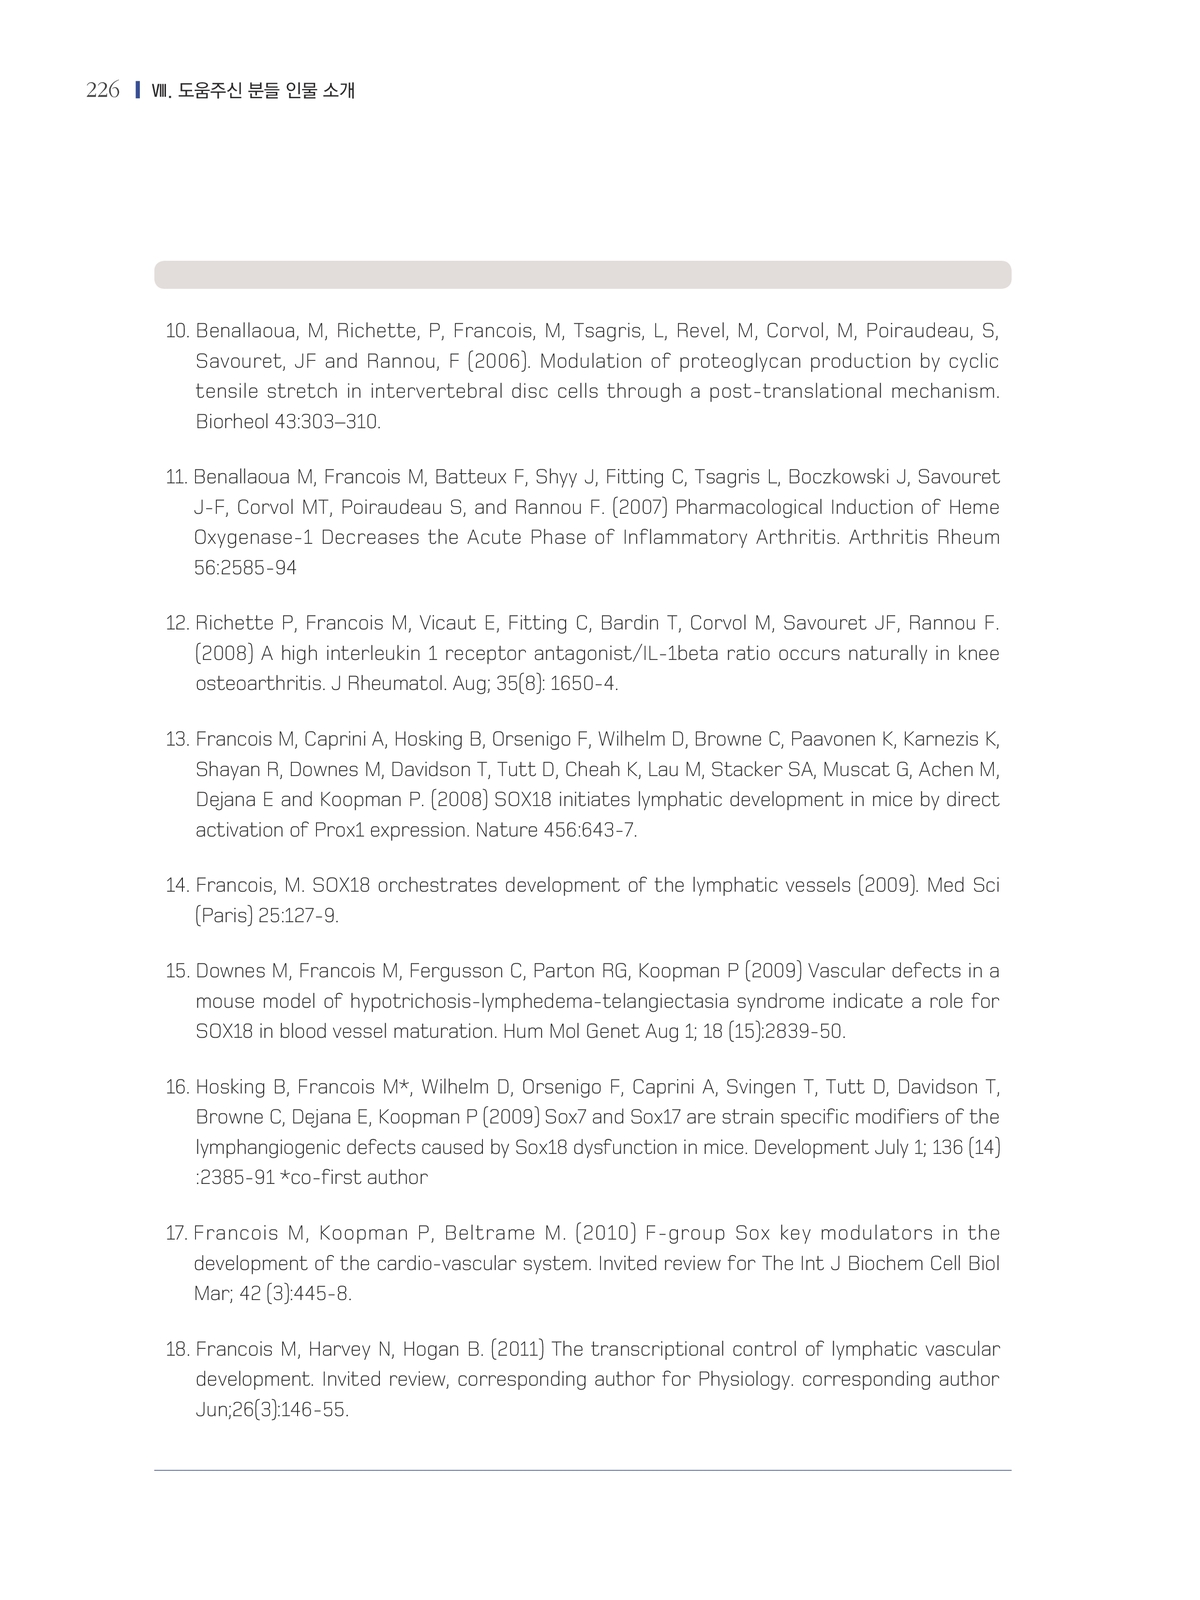 226 Ⅷ. 도움주신 분들 인물 소개
10. Benallaoua, M, Richette, P, Francois, M, Tsagris, L, Revel, M, Corvol, M, Poiraudeau, S,
Savouret, JF and Rannou, F (2006). Modulation of proteoglycan production by cyclic
tensile stretch in intervertebral disc cells through a post-translational mechanism.
Biorheol 43:303–310.
11. Benallaoua M, Francois M, Batteux F, Shyy J, Fitting C, Tsagris L, Boczkowski J, Savouret
J-F, Corvol MT, Poiraudeau S, and Rannou F. (2007) Pharmacological Induction of Heme
Oxygenase-1 Decreases the Acute Phase of Inflammatory Arthritis. Arthritis Rheum
56:2585-94
12. Richette P, Francois M, Vicaut E, Fitting C, Bardin T, Corvol M, Savouret JF, Rannou F.
(2008) A high interleukin 1 receptor antagonist/IL-1beta ratio occurs naturally in knee
osteoarthritis. J Rheumatol. Aug; 35(8): 1650-4.
13. Francois M, Caprini A, Hosking B, Orsenigo F, Wilhelm D, Browne C, Paavonen K, Karnezis K,
Shayan R, Downes M, Davidson T, Tutt D, Cheah K, Lau M, Stacker SA, Muscat G, Achen M,
Dejana E and Koopman P. (2008) SOX18 initiates lymphatic development in mice by direct
activation of Prox1 expression. Nature 456:643-7.
14. Francois, M. SOX18 orchestrates development of the lymphatic vessels (2009). Med Sci
(Paris) 25:127-9.
15. Downes M, Francois M, Fergusson C, Parton RG, Koopman P (2009) Vascular defects in a
mouse model of hypotrichosis-lymphedema-telangiectasia syndrome indicate a role for
SOX18 in blood vessel maturation. Hum Mol Genet Aug 1; 18 (15):2839-50.
16. Hosking B, Francois M*, Wilhelm D, Orsenigo F, Caprini A, Svingen T, Tutt D, Davidson T,
Browne C, Dejana E, Koopman P (2009) Sox7 and Sox17 are strain specific modifiers of the
lymphangiogenic defects caused by Sox18 dysfunction in mice. Development July 1; 136 (14)
:2385-91 *co-first author
17. Francois M, Koopman P, Beltrame M. (2010) F-group Sox key modulators in the
development of the cardio-vascular system. Invited review for The Int J Biochem Cell Biol
Mar; 42 (3):445-8.
18. Francois M, Harvey N, Hogan B. (2011) The transcriptional control of lymphatic vascular
development. Invited review, corresponding author for Physiology. corresponding author
Jun;26(3):146-55.